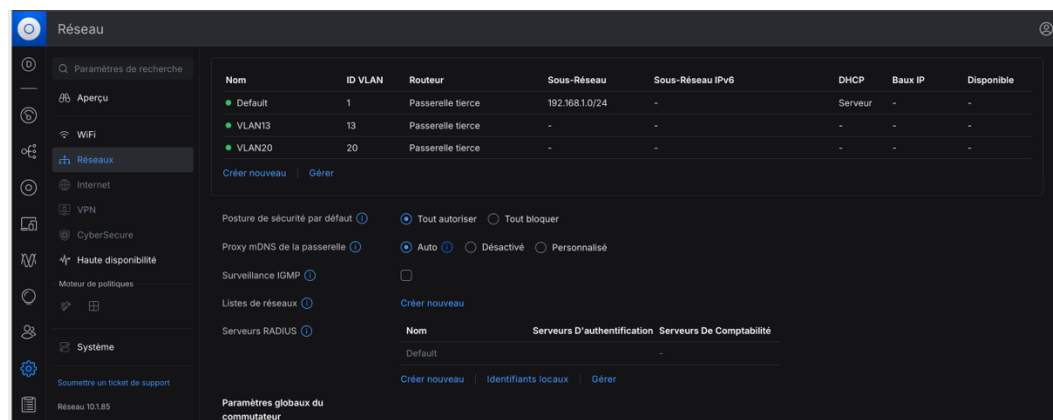 Réseau
Paramètres de recherche
Aperçu
WiFi
Réseaux
Internet
VPN
CyberSecure
Haute disponibilité
Moteur de politiques
Système
Soumettre un ticket de support
Réseau 10.1.85
Nom ID VLAN Routeur Sous-Réseau Sous-Réseau IPv6 DHCP Baux IP Disponible
Default 1 Passerelle tierce 192.168.1.0/24 - Serveur - -
VLAN13 13 Passerelle tierce - - - - -
VLAN20 20 Passerelle tierce - - - - -
Créer nouveau | Gérer
Posture de sécurité par défaut Tout autoriser Tout bloquer
Proxy mDNS de la passerelle Auto Désactivé Personnalisé
Surveillance IGMP
Listes de réseaux Créer nouveau
Serveurs RADIUS Nom Serveurs D'authentification Serveurs De Comptabilité
Default -
Créer nouveau | Identifiants locaux | Gérer
Paramètres globaux du
commutateur